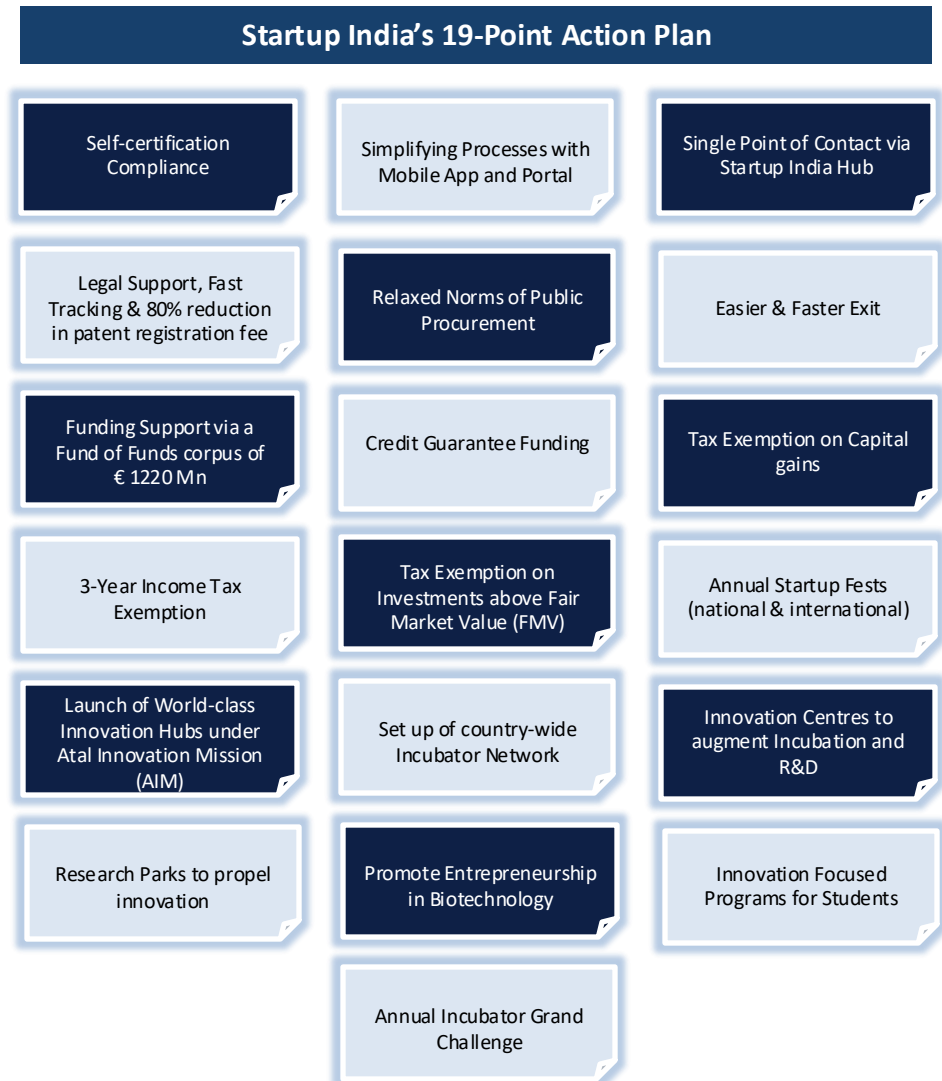 Startup India's 19-Point Action Plan
Self-certification
Compliance
Simplifying Processes with
Mobile App and Portal
Single Point of Contact via
Startup India Hub
Legal Support, Fast
Tracking & 80% reduction
in patent registration fee
Relaxed Norms of Public
Procurement
Easier & Faster Exit
Funding Support via a
Fund of Funds corpus of
€ 1220 Mn
Credit Guarantee Funding
Tax Exemption on Capital
gains
3-Year Income Tax
Exemption
Tax Exemption on
Investments above Fair
Market Value (FMV)
Annual Startup Fests
(national & international)
Launch of World-class
Innovation Hubs under
Atal Innovation Mission
(AIM)
Set up of country-wide
Incubator Network
Innovation Centres to
augment Incubation and
R&D
Research Parks to propel
innovation
Promote Entrepreneurship
in Biotechnology
Innovation Focused
Programs for Students
Annual Incubator Grand
Challenge